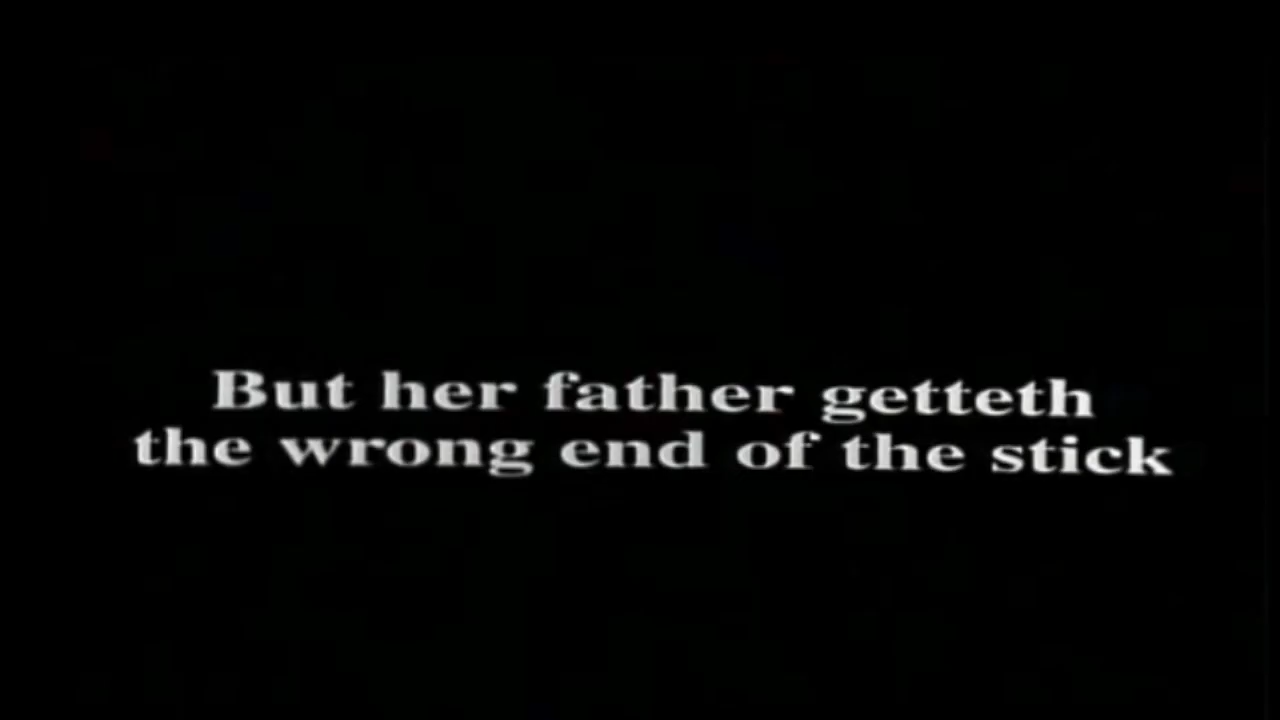 But her father getteth
the wrong end of the stick